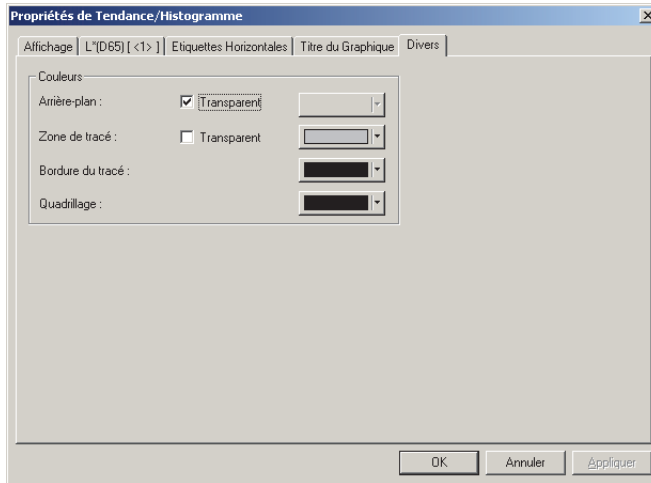 Propriétés de Tendance/Histogramme
Affichage L*(D65) [ <1> ] Etiquettes Horizontales Titre du Graphique Divers
Couleurs
Arrière-plan : Transparent
Zone de tracé : Transparent
Bordure du tracé :
Quadrillage :
OK Annuler Appliquer